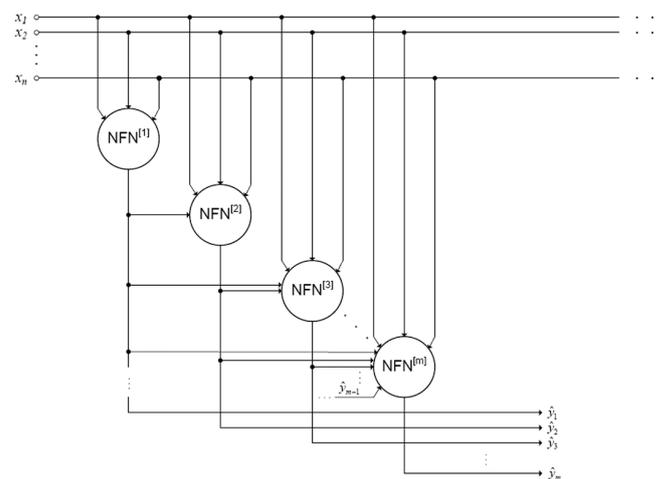 x₁
x₂
xₙ
NFN[1]
NFN[2]
NFN[3]
NFN[m]
ŷₘ₋₁
ŷ₁
ŷ₂
ŷ₃
ŷₘ